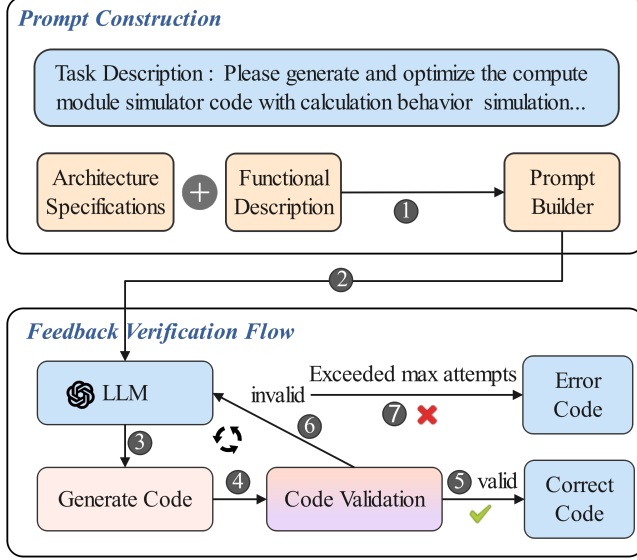 Prompt Construction
Task Description : Please generate and optimize the compute
module simulator code with calculation behavior simulation...
Architecture
Specifications
+
Functional
Description
1
Prompt
Builder
2
Feedback Verification Flow
LLM
invalid
Exceeded max attempts
7
Error
Code
3
6
Generate Code
4
Code Validation
5 valid
Correct
Code